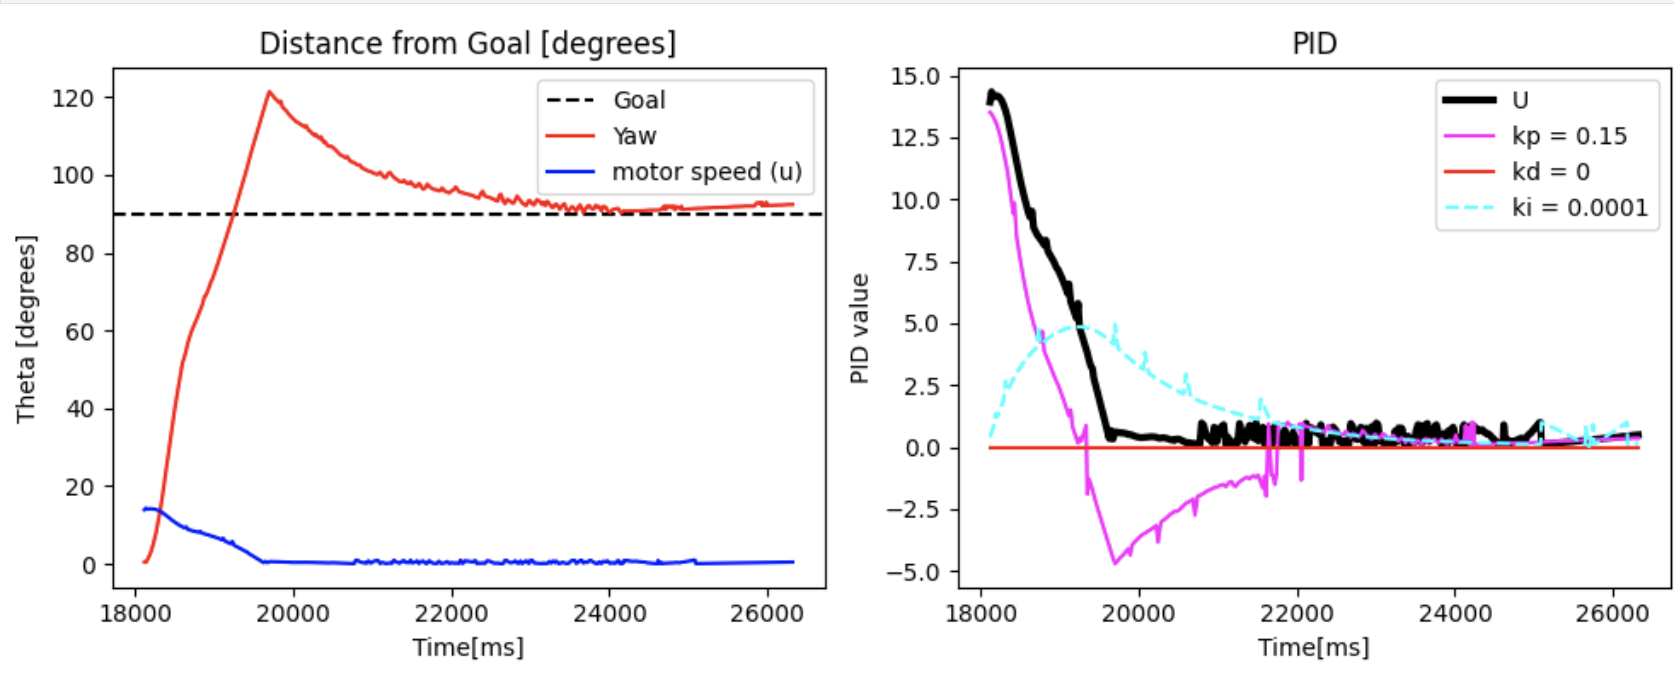 Distance from Goal [degrees]
Theta [degrees]
120
100
80
60
40
20
0
18000 20000 22000 24000 26000
Time[ms]
Goal
Yaw
motor speed (u)
PID
PID value
15.0
12.5
10.0
7.5
5.0
2.5
0.0
−2.5
−5.0
18000 20000 22000 24000 26000
Time[ms]
U
kp = 0.15
kd = 0
ki = 0.0001